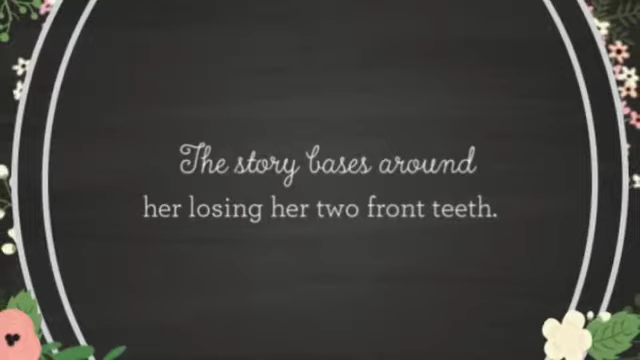 The story bases around
her losing her two front teeth.